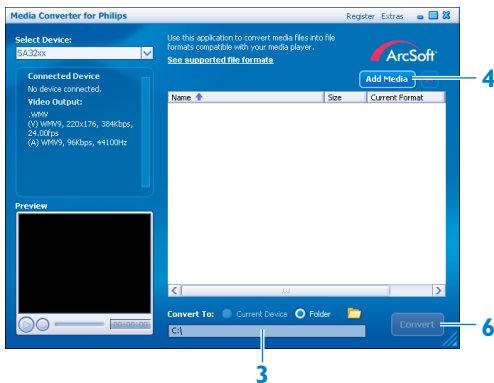 Media Converter for Philips
Register Extras
Select Device:
SA32xx
Connected Device
No device connected.
Video Output:
.WMV
(V) WMV9, 220x176, 384Kbps,
24.00fps
(A) WMV9, 96Kbps, 44100Hz
Preview
00:00:00
Use this application to convert media files into file
formats compatible with your media player.
See supported file formats
ArcSoft
Add Media
4
Name Size Current Format
Convert To: Current Device Folder
C:\
Convert
6
3